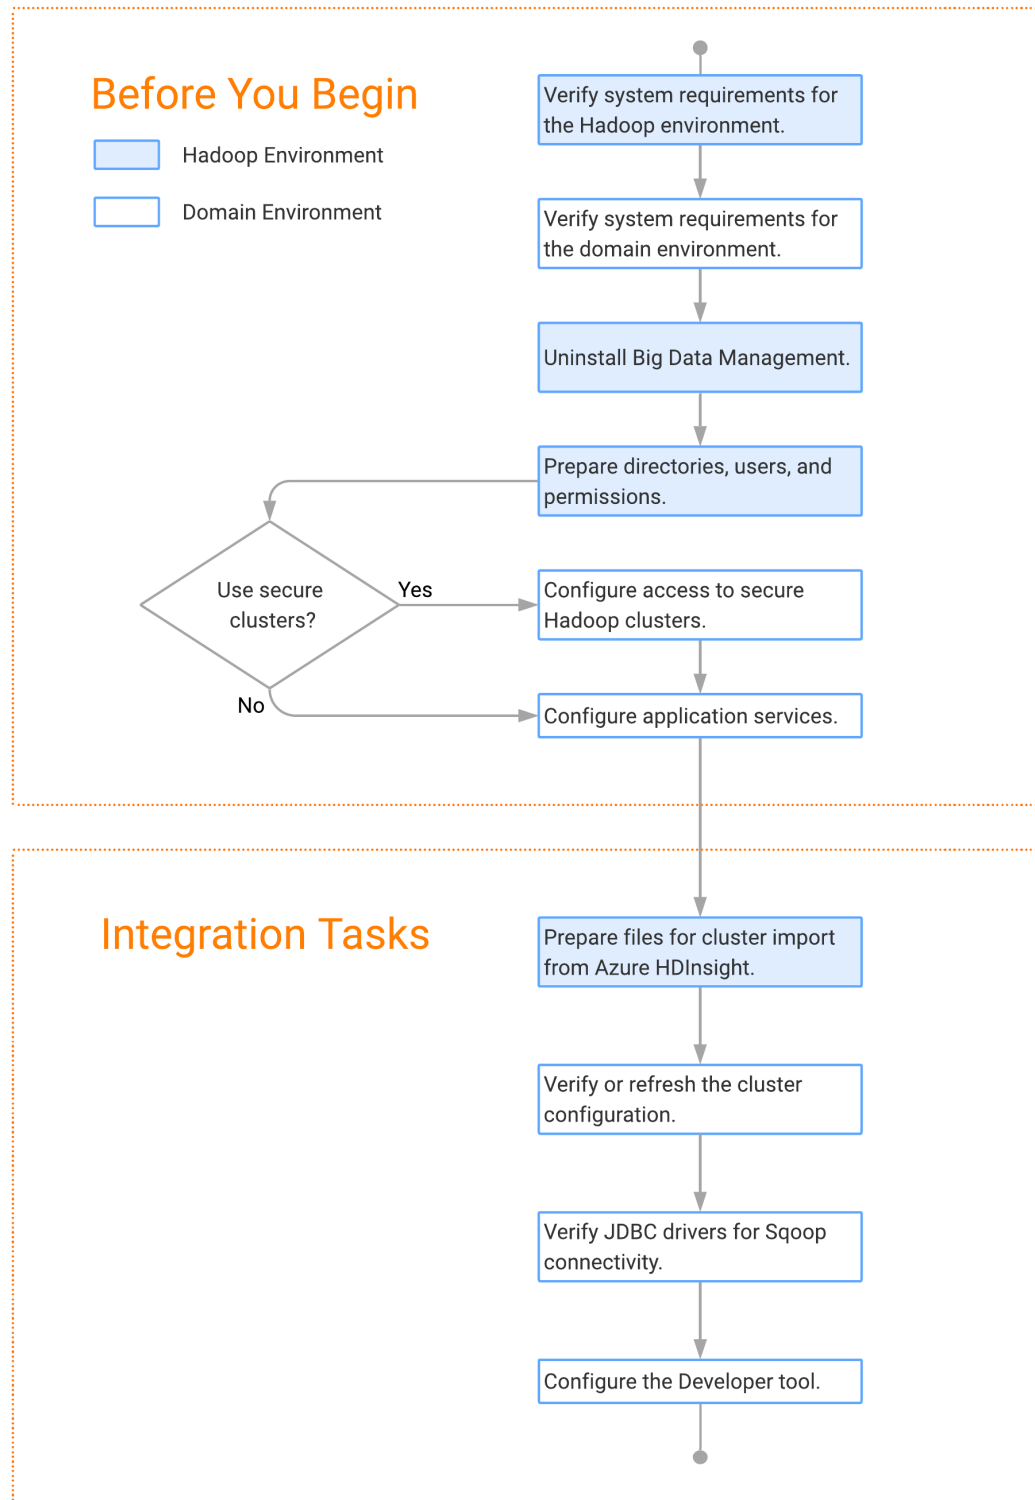 Before You Begin
Hadoop Environment
Domain Environment
Verify system requirements for
the Hadoop environment.
Verify system requirements for
the domain environment.
Uninstall Big Data Management.
Prepare directories, users, and
permissions.
Use secure
clusters?
Yes
No
Configure access to secure
Hadoop clusters.
Configure application services.
Integration Tasks
Prepare files for cluster import
from Azure HDInsight.
Verify or refresh the cluster
configuration.
Verify JDBC drivers for Sqoop
connectivity.
Configure the Developer tool.